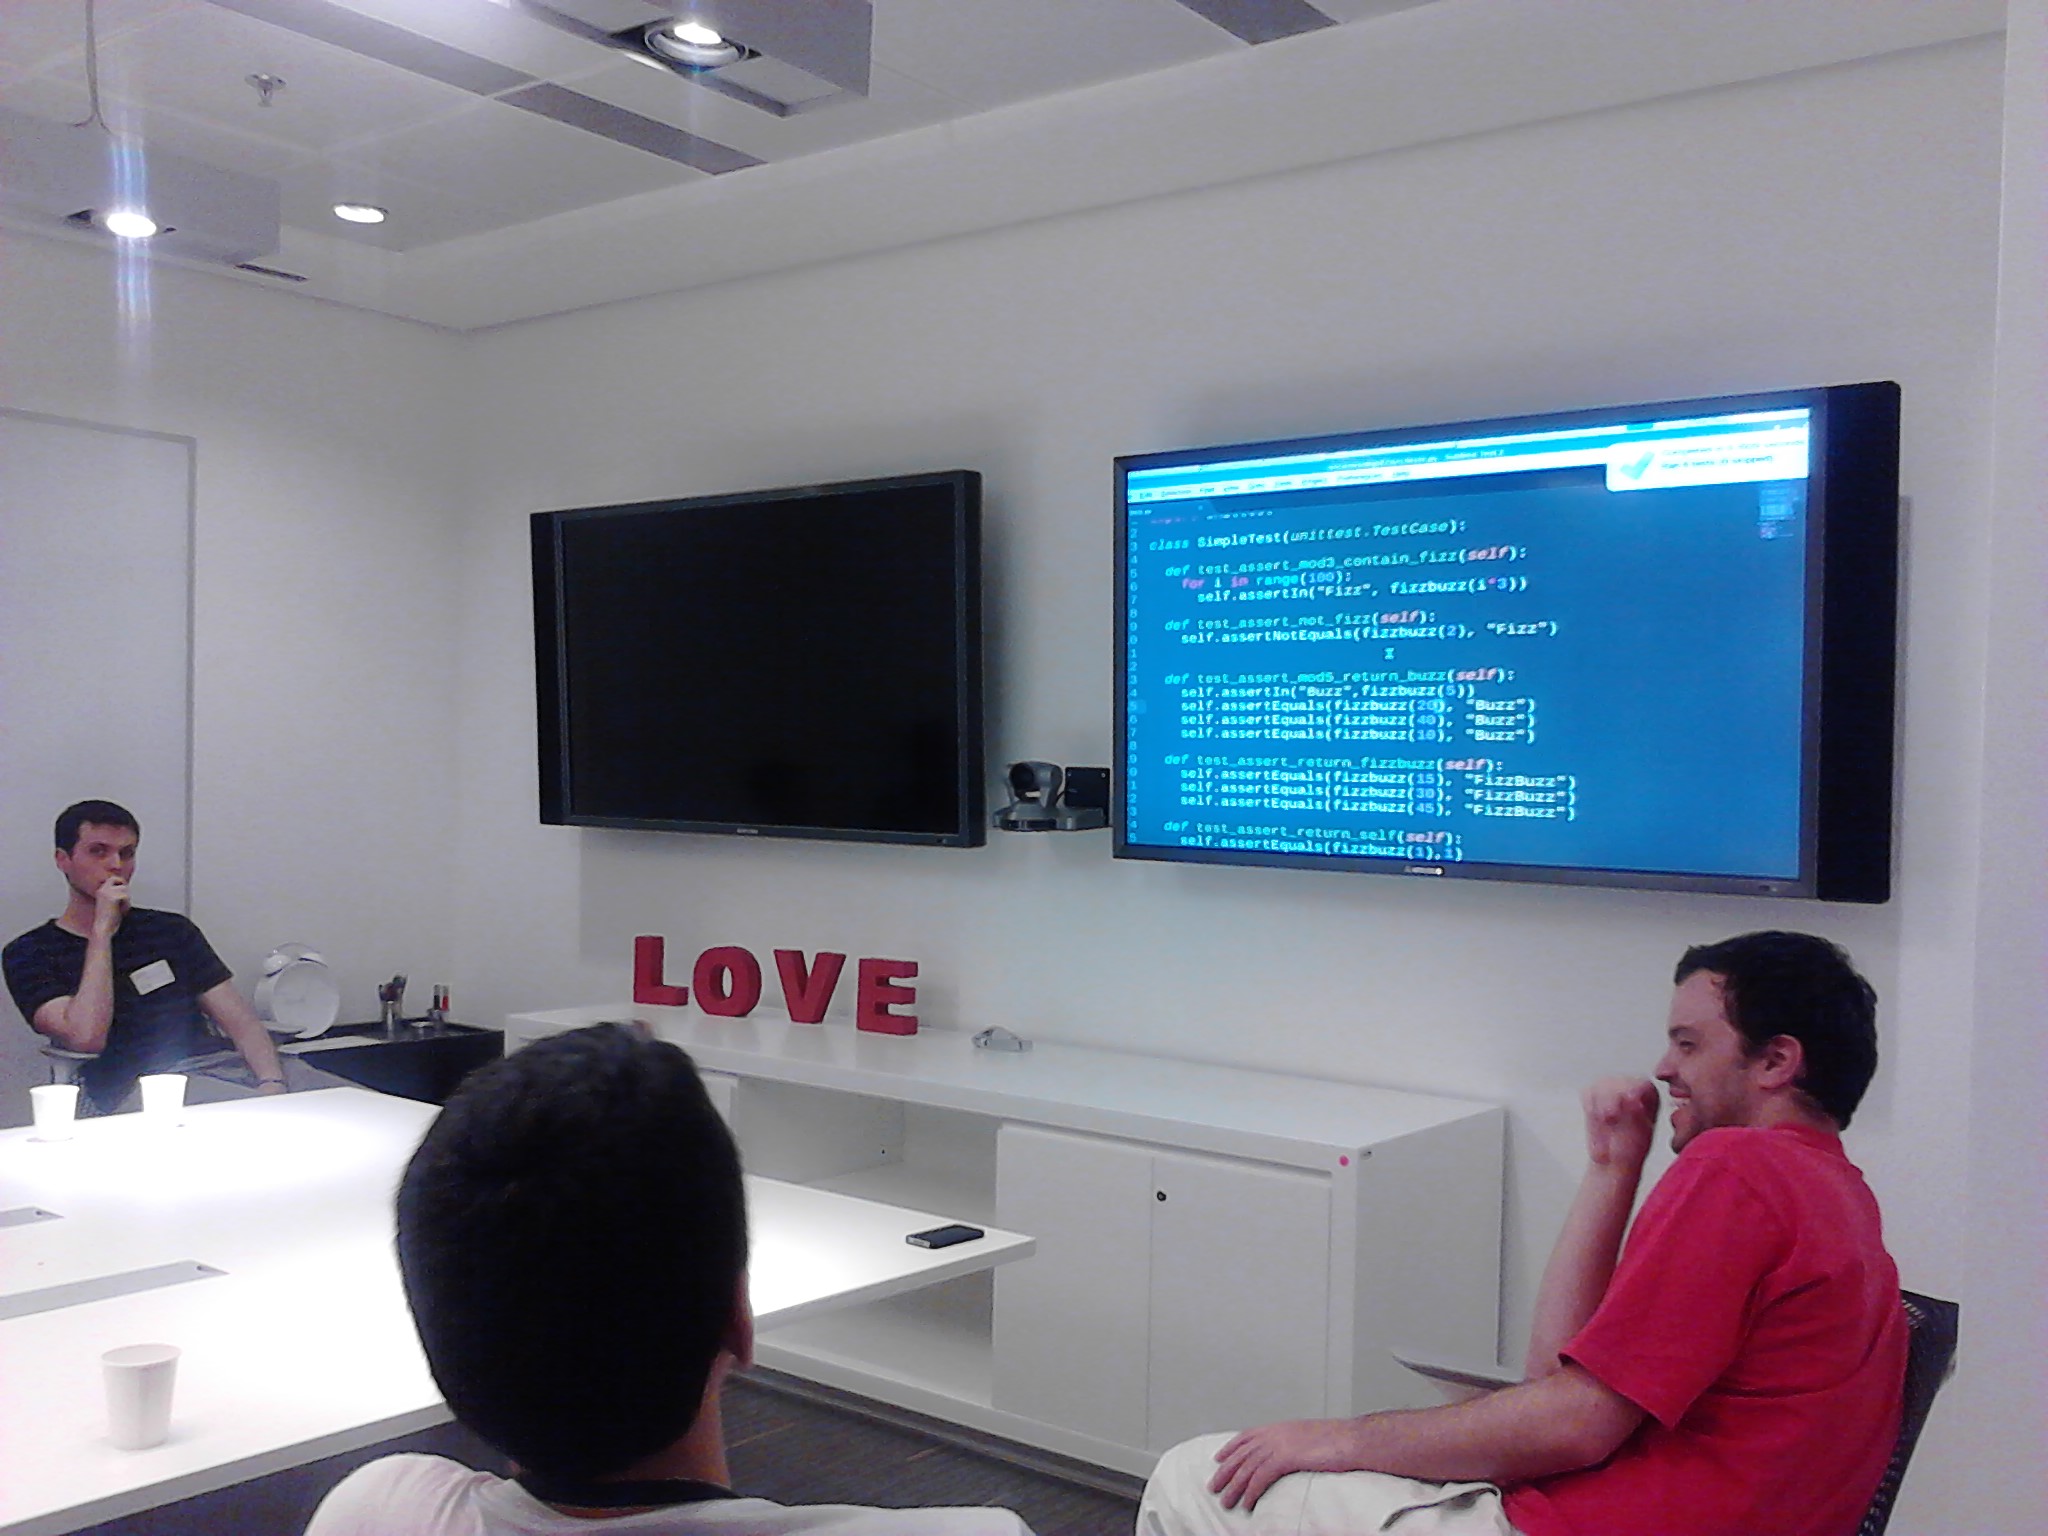 LOVE
class SimpleTest(unittest.TestCase):
def test_assert_mod3_contain_fizz(self):
for i in range(100):
self.assertIn("Fizz", fizzbuzz(i*3))
def test_assert_not_fizz(self):
self.assertNotEquals(fizzbuzz(2), "Fizz")
def test_assert_mod5_return_buzz(self):
self.assertIn("Buzz",fizzbuzz(5))
self.assertEquals(fizzbuzz(20), "Buzz")
self.assertEquals(fizzbuzz(40), "Buzz")
self.assertEquals(fizzbuzz(10), "Buzz")
def test_assert_return_fizzbuzz(self):
self.assertEquals(fizzbuzz(15), "FizzBuzz")
self.assertEquals(fizzbuzz(30), "FizzBuzz")
self.assertEquals(fizzbuzz(45), "FizzBuzz")
def test_assert_return_self(self):
self.assertEquals(fizzbuzz(1),1)